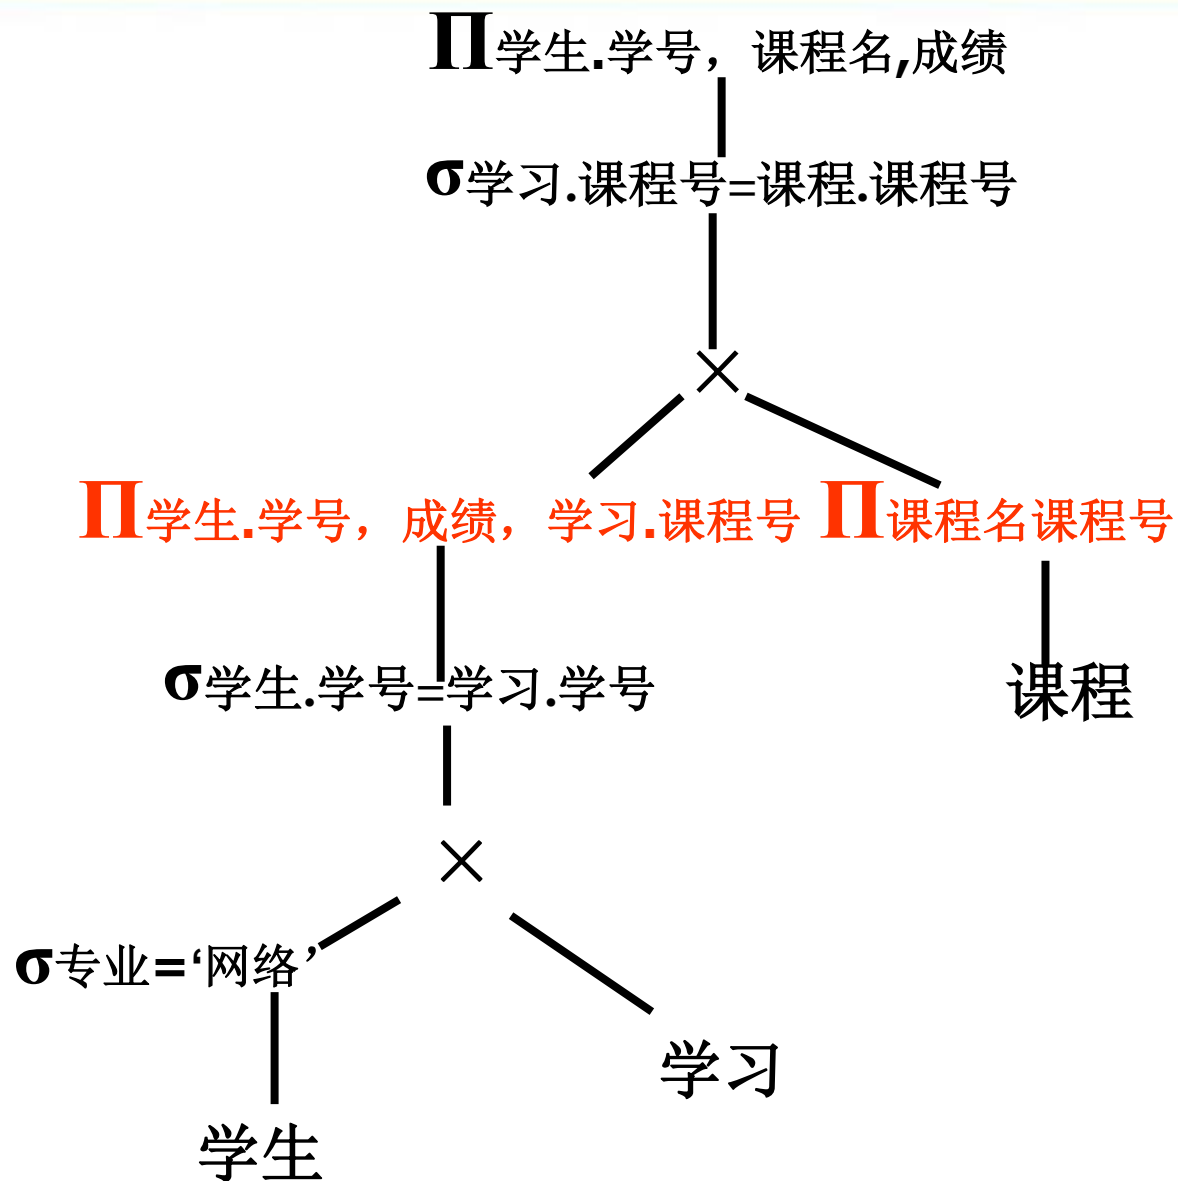 ∏学生.学号，课程名,成绩
σ学习.课程号=课程.课程号
×
∏学生.学号，成绩，学习.课程号 ∏课程名课程号
σ学生.学号=学习.学号
课程
×
σ专业=‘网络’
学习
学生